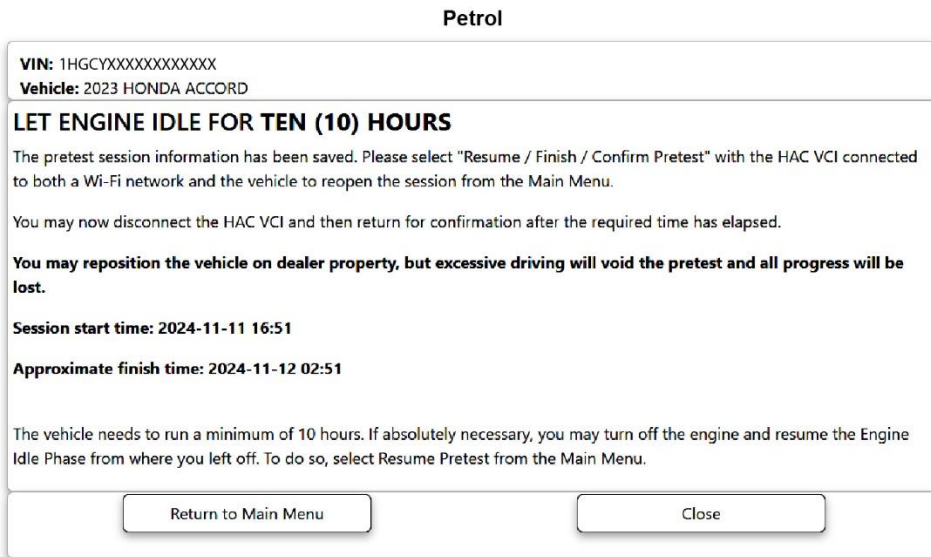 Petrol
VIN: 1HGCYXXXXXXXXXXXX
Vehicle: 2023 HONDA ACCORD
LET ENGINE IDLE FOR TEN (10) HOURS
The pretest session information has been saved. Please select "Resume / Finish / Confirm Pretest" with the HAC VCI connected
to both a Wi-Fi network and the vehicle to reopen the session from the Main Menu.
You may now disconnect the HAC VCI and then return for confirmation after the required time has elapsed.
You may reposition the vehicle on dealer property, but excessive driving will void the pretest and all progress will be
lost.
Session start time: 2024-11-11 16:51
Approximate finish time: 2024-11-12 02:51
The vehicle needs to run a minimum of 10 hours. If absolutely necessary, you may turn off the engine and resume the Engine
Idle Phase from where you left off. To do so, select Resume Pretest from the Main Menu.
Return to Main Menu
Close